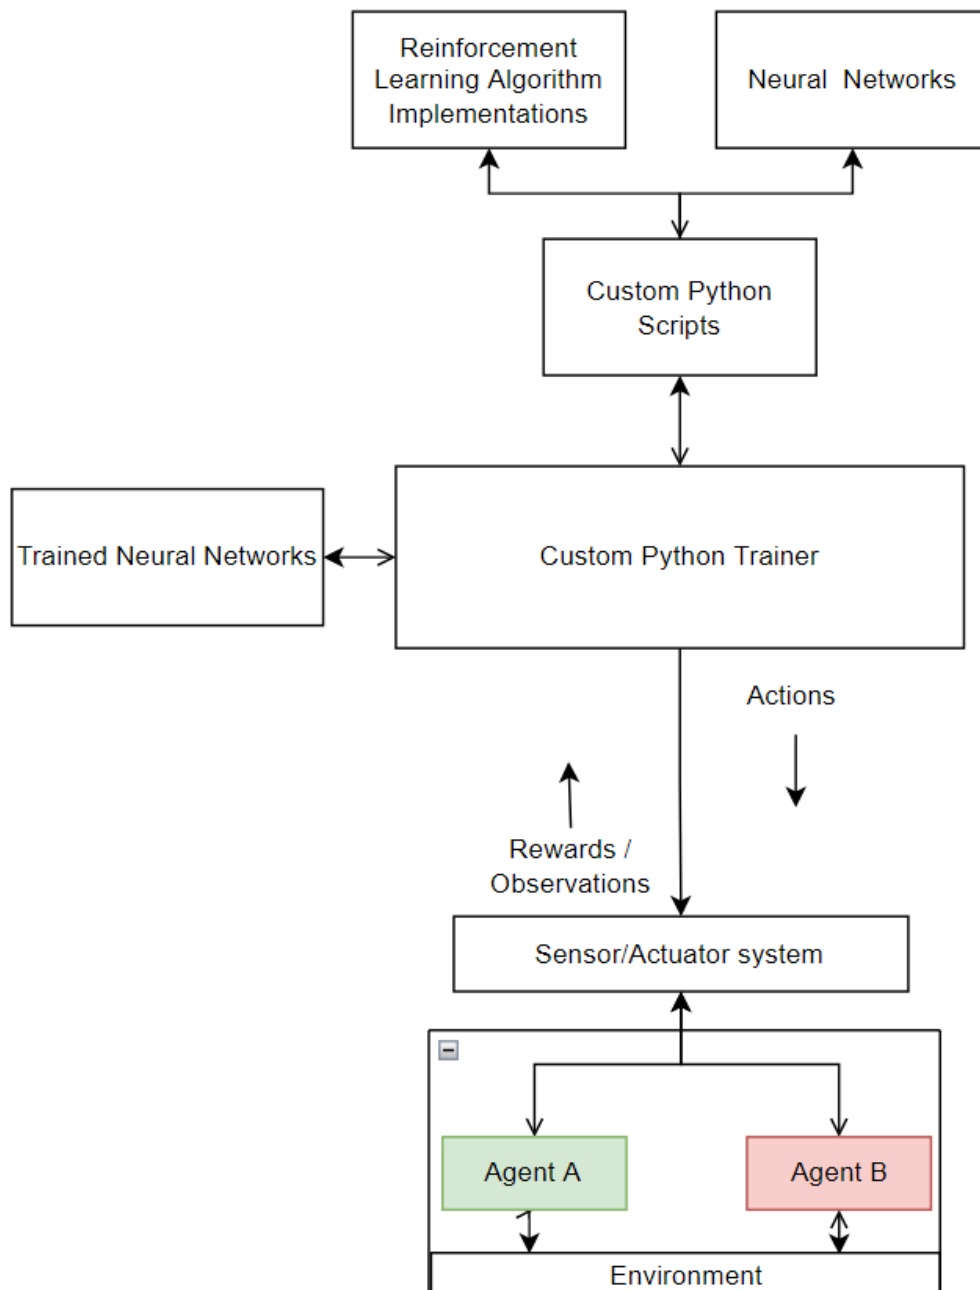 Reinforcement
Learning Algorithm
Implementations
Neural Networks
Custom Python
Scripts
Trained Neural Networks
Custom Python Trainer
Actions
Rewards /
Observations
Sensor/Actuator system
Agent A
Agent B
Environment